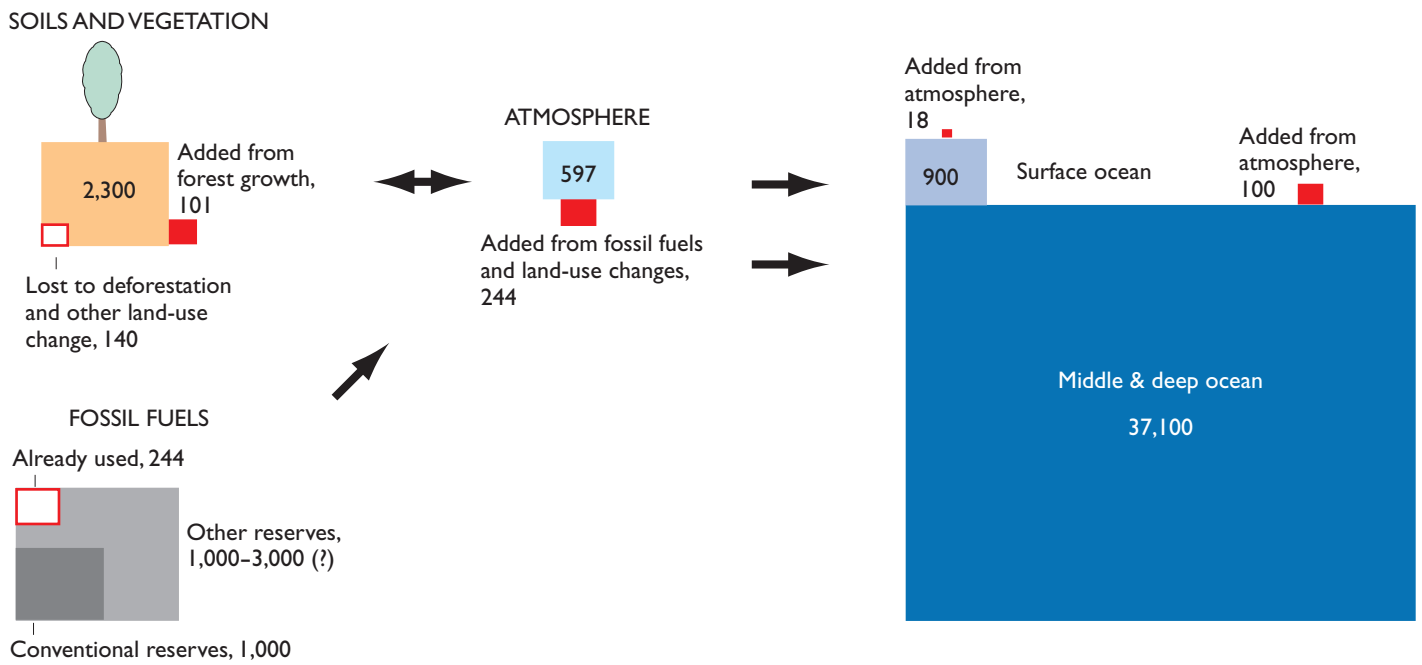 SOILS AND VEGETATION
2,300
Added from
forest growth,
101
Lost to deforestation
and other land-use
change, 140
ATMOSPHERE
597
Added from fossil fuels
and land-use changes,
244
FOSSIL FUELS
Already used, 244
Other reserves,
1,000–3,000 (?)
Conventional reserves, 1,000
Added from
atmosphere,
18
900
Surface ocean
Added from
atmosphere,
100
Middle & deep ocean
37,100